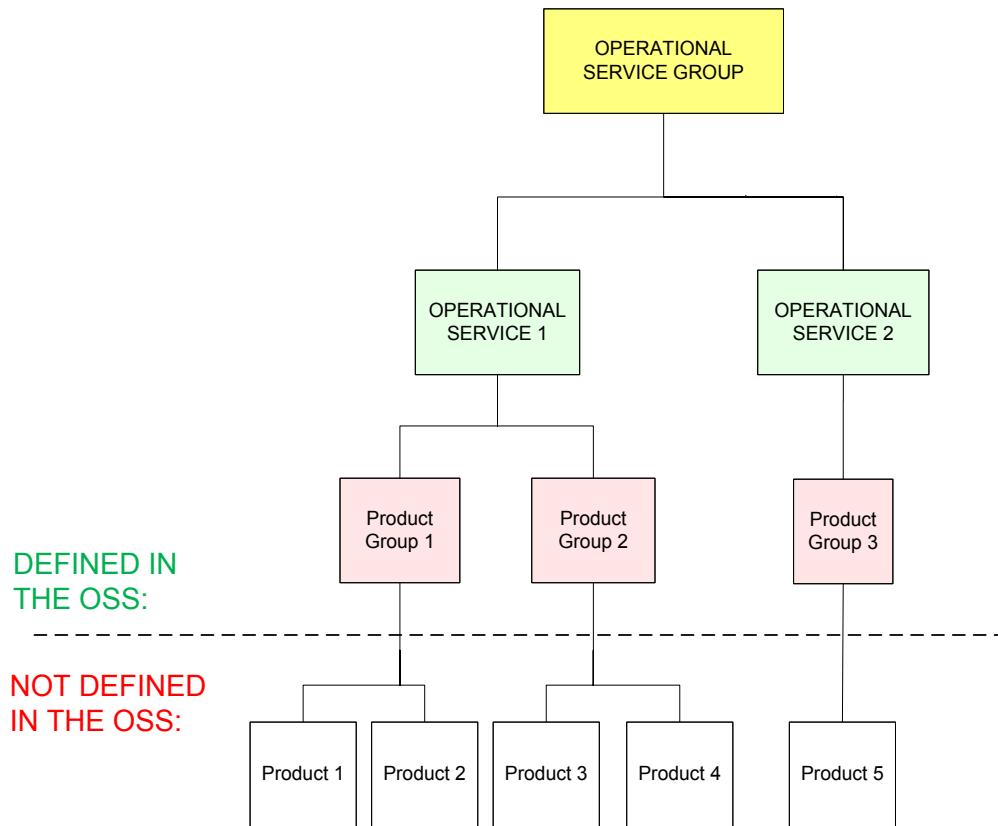 OPERATIONAL
SERVICE GROUP
OPERATIONAL
SERVICE 1
OPERATIONAL
SERVICE 2
Product
Group 1
Product
Group 2
Product
Group 3
DEFINED IN
THE OSS:
NOT DEFINED
IN THE OSS:
Product 1
Product 2
Product 3
Product 4
Product 5